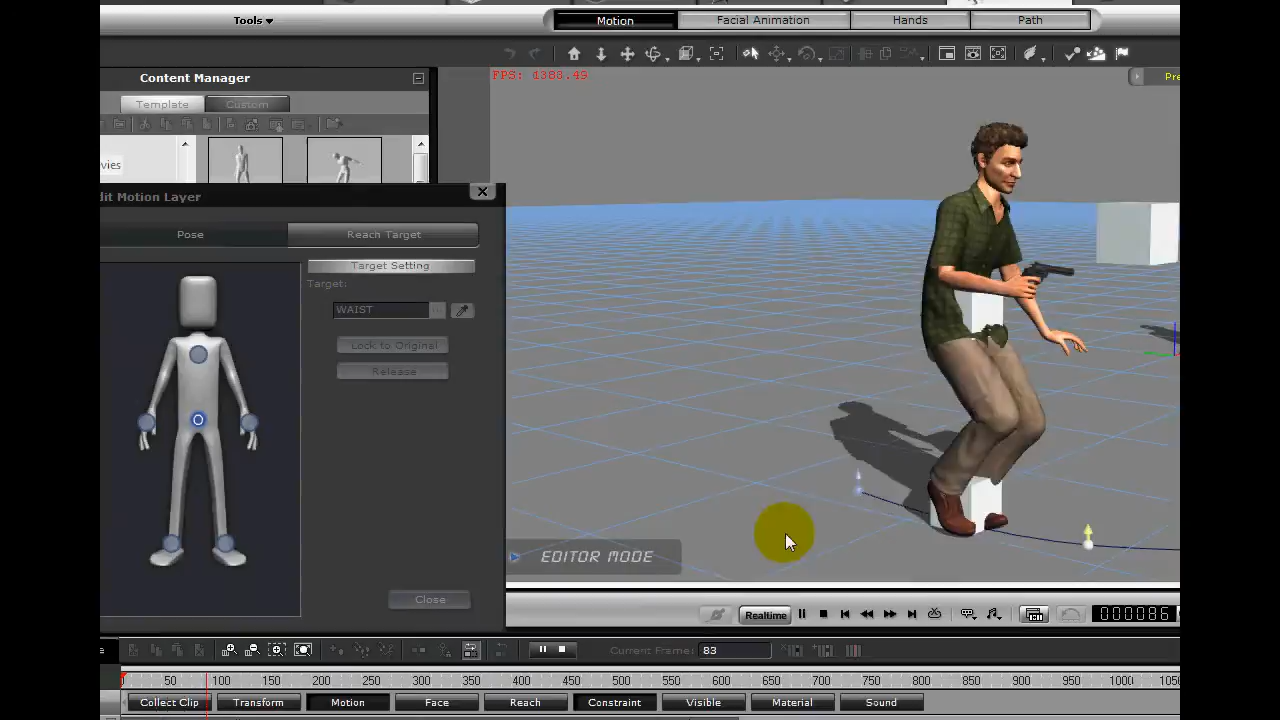 Tools
Motion
Facial Animation
Hands
Path
Content Manager
FPS: 1388.49
Pre
Template
Custom
vies
dit Motion Layer
Pose
Reach Target
Target Setting
Target:
WAIST
Lock to Original
Release
EDITOR MODE
Close
Realtime
000086
Current Frame:
83
50
100
150
200
250
300
350
400
450
500
550
600
650
700
750
800
850
900
950
1000
1050
Collect Clip
Transform
Motion
Face
Reach
Constraint
Visible
Material
Sound